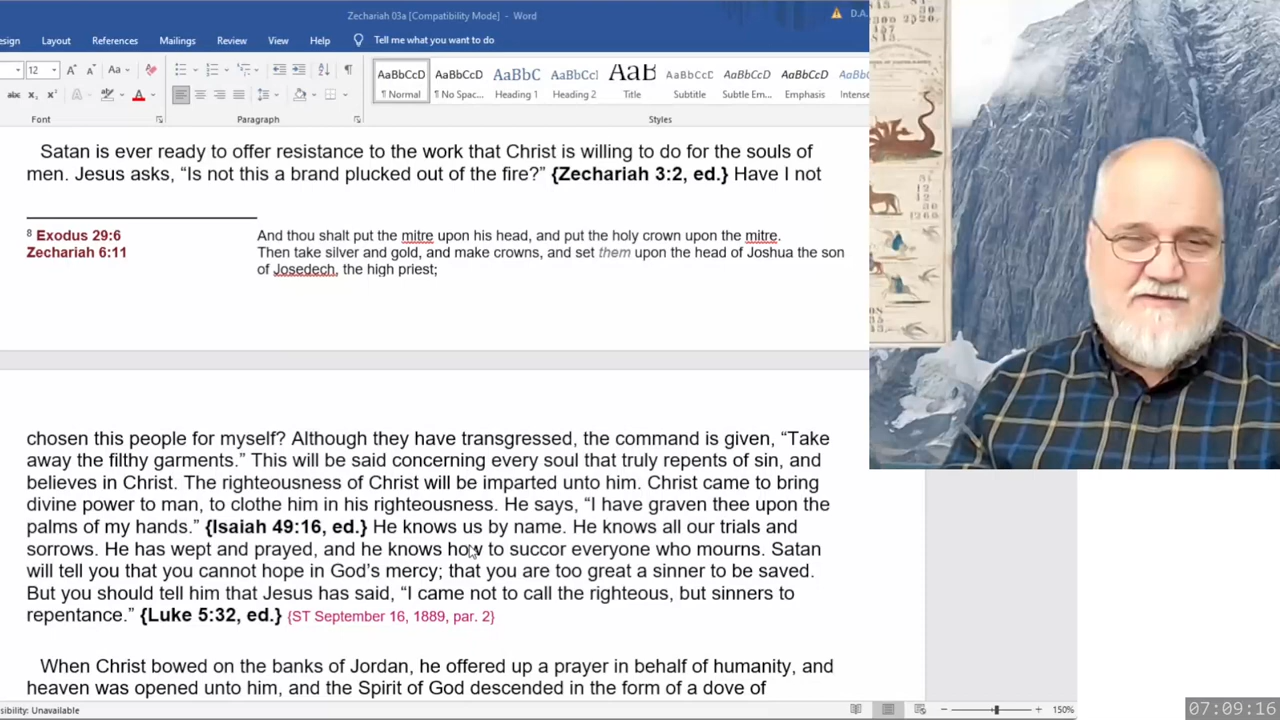 Zechariah 03a [Compatibility Mode] - Word
D.A.
esign Layout References Mailings Review View Help Tell me what you want to do
12 Aa
AaBbCcD AaBbCcD AaBbC AaBbCcI AaB AaBbCcD AaBbCcD AaBbCcD AaBb
¶ Normal ¶ No Spac... Heading 1 Heading 2 Title Subtitle Subtle Em... Emphasis Intense
Font Paragraph Styles
Satan is ever ready to offer resistance to the work that Christ is willing to do for the souls of
men. Jesus asks, “Is not this a brand plucked out of the fire?” {Zechariah 3:2, ed.} Have I not
8 Exodus 29:6 And thou shalt put the mitre upon his head, and put the holy crown upon the mitre.
Zechariah 6:11 Then take silver and gold, and make crowns, and set them upon the head of Joshua the son
of Josedech, the high priest;
chosen this people for myself? Although they have transgressed, the command is given, “Take
away the filthy garments.” This will be said concerning every soul that truly repents of sin, and
believes in Christ. The righteousness of Christ will be imparted unto him. Christ came to bring
divine power to man, to clothe him in his righteousness. He says, “I have graven thee upon the
palms of my hands.” {Isaiah 49:16, ed.} He knows us by name. He knows all our trials and
sorrows. He has wept and prayed, and he knows how to succor everyone who mourns. Satan
will tell you that you cannot hope in God’s mercy; that you are too great a sinner to be saved.
But you should tell him that Jesus has said, “I came not to call the righteous, but sinners to
repentance.” {Luke 5:32, ed.} {ST September 16, 1889, par. 2}
When Christ bowed on the banks of Jordan, he offered up a prayer in behalf of humanity, and
heaven was opened unto him, and the Spirit of God descended in the form of a dove of
sibility: Unavailable
150%
07:09:16